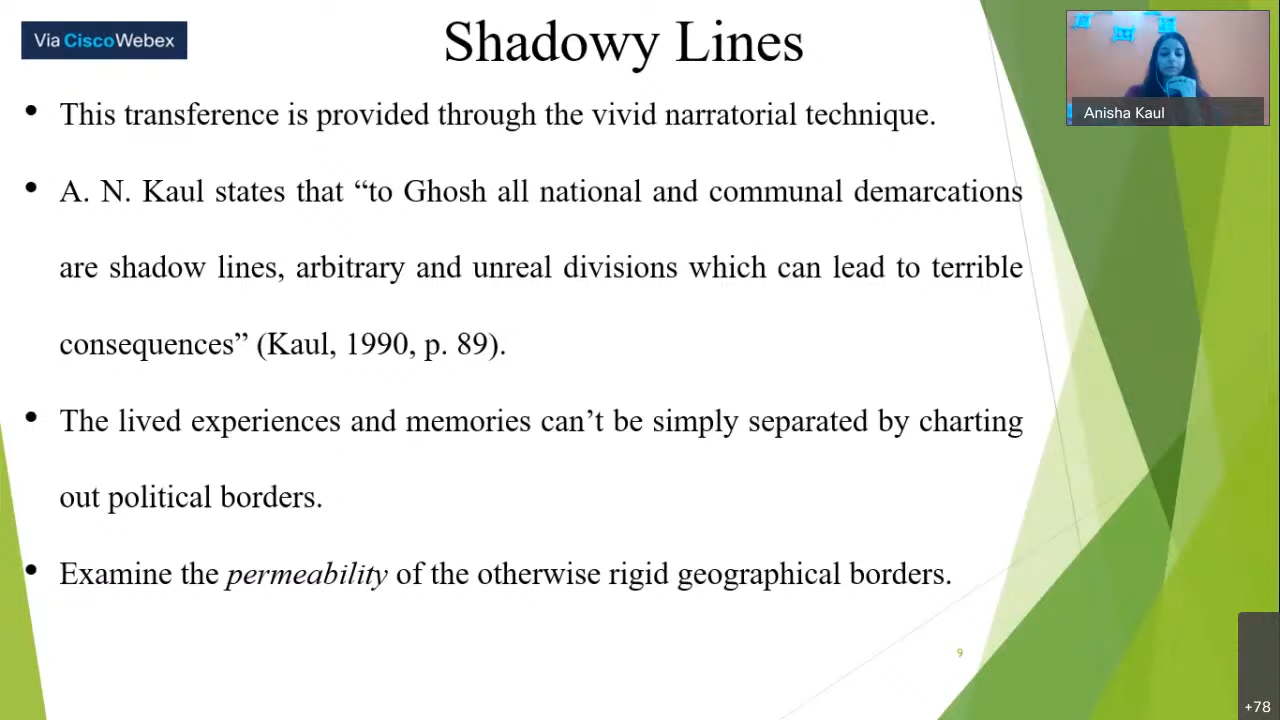 Via CiscoWebex
Shadowy Lines
Anisha Kaul
• This transference is provided through the vivid narratorial technique.
• A. N. Kaul states that “to Ghosh all national and communal demarcations
are shadow lines, arbitrary and unreal divisions which can lead to terrible
consequences” (Kaul, 1990, p. 89).
• The lived experiences and memories can’t be simply separated by charting
out political borders.
• Examine the permeability of the otherwise rigid geographical borders.
9
+78